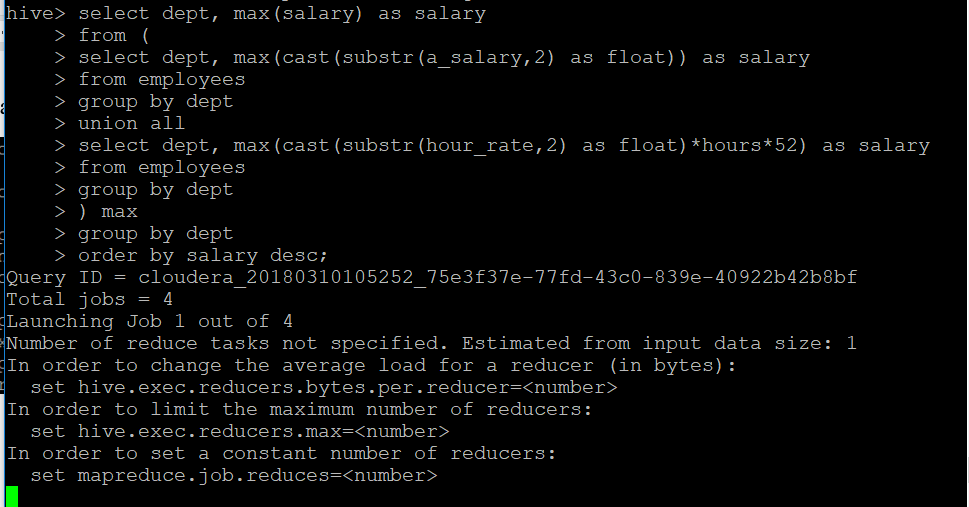 hive> select dept, max(salary) as salary
    > from (
    > select dept, max(cast(substr(a_salary,2) as float)) as salary
    > from employees
    > group by dept
    > union all
    > select dept, max(cast(substr(hour_rate,2) as float)*hours*52) as salary
    > from employees
    > group by dept
    > ) max
    > group by dept
    > order by salary desc;
Query ID = cloudera_20180310105252_75e3f37e-77fd-43c0-839e-40922b42b8bf
Total jobs = 4
Launching Job 1 out of 4
Number of reduce tasks not specified. Estimated from input data size: 1
In order to change the average load for a reducer (in bytes):
  set hive.exec.reducers.bytes.per.reducer=<number>
In order to limit the maximum number of reducers:
  set hive.exec.reducers.max=<number>
In order to set a constant number of reducers:
  set mapreduce.job.reduces=<number>